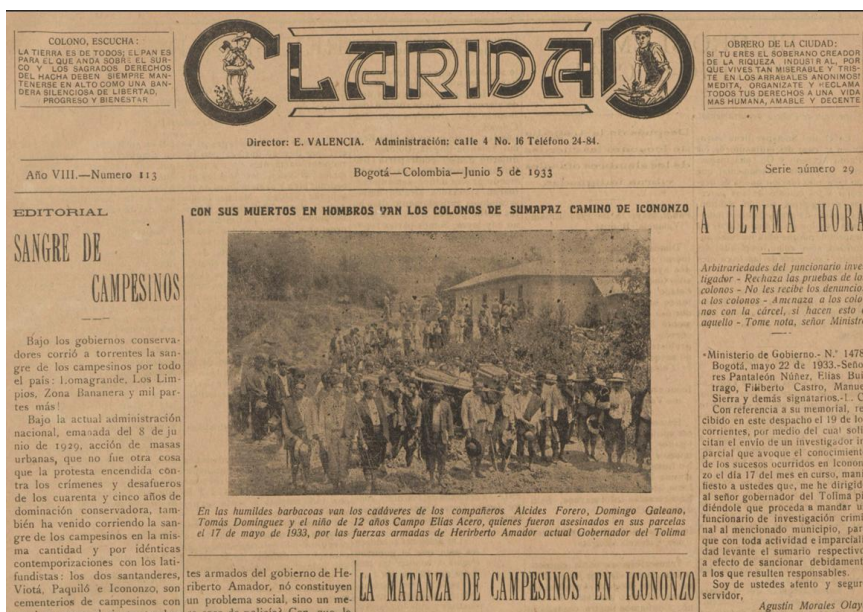 COLONO, ESCUCHA:
LA TIERRA ES DE TODOS; EL PAN ES
PARA EL QUE ANDA SOBRE EL SUR-
CO Y LOS SAGRADOS DERECHOS
DEL HACHA DEBEN SIEMPRE MAN-
TENERSE EN ALTO COMO UNA BAN-
DERA SILENCIOSA DE LIBERTAD,
PROGRESO Y BIENESTAR
CLARIDAD
OBRERO DE LA CIUDAD:
SI TU ERES EL SOBERANO CREADOR
DE LA RIQUEZA INDUSTRIAL, POR
QUE VIVES TAN MISERABLE Y TRIS-
TE EN LOS ARRABALES ANONIMOS!
MEDITA, ORGANIZATE Y RECLAMA
TODOS TUS DERECHOS A UNA VIDA
MAS HUMANA, AMABLE Y DECENTE
Director: E. VALENCIA. Administración: calle 4 No. 16 Teléfono 24-84.
Año VIII.—Numero 113
Bogotá—Colombia—Junio 5 de 1933
Serie número 29
EDITORIAL
SANGRE DE
CAMPESINOS
Bajo los gobiernos conserva-
dores corrió a torrentes la san-
gre de los campesinos por todo
el país: Lomagrande, Los Lim-
pios, Zona Bananera y mil par-
tes más!
Bajo la actual administración
nacional, emanada del 8 de ju-
nio de 1929, acción de masas
urbanas, que no fue otra cosa
que la protesta encendida con-
tra los crímenes y desafueros
de los cuarenta y cinco años de
dominación conservadora, tam-
bién ha venido corriendo la san-
gre de los campesinos en la mis-
ma cantidad y por idénticas
contemporizaciones con los lati-
fundistas: los dos santanderes,
Viotá, Paquiló e Icononzo, son
cementerios de campesinos con
CON SUS MUERTOS EN HOMBROS VAN LOS COLONOS DE SUMAPAZ CAMINO DE ICONONZO
En las humildes barbacoas van los cadáveres de los compañeros Alcides Forero, Domingo Galeano,
Tomás Domínguez y el niño de 12 años Campo Elías Acero, quienes fueron asesinados en sus parcelas
el 17 de mayo de 1933, por las fuerzas armadas de Herirberto Amador actual Gobernador del Tolima
tes armados del gobierno de He-
riberto Amador, nó constituyen
un problema social, sino un me-
LA MATANZA DE CAMPESINOS EN ICONONZO
A ULTIMA HORA
Arbitrariedades del funcionario inve
tigador - Rechaza las pruebas de lo
colonos - No les recibe los denuncio
a los colonos - Amenaza a los colo
nos con la cárcel, si hacen esto
aquello - Tome nota, señor Ministr
-Ministerio de Gobierno.- N.º 1478
Bogotá, mayo 22 de 1933.-Seño
res Pantaleón Núñez, Elías Bui
trago, Filiberto Castro, Manue
Sierra y demás signatarios.-L. C
Con referencia a su memorial, re
cibido en este despacho el 19 de lo
corrientes, por medio del cual soli
citan el envío de un investigador im
parcial que avoque el conocimient
de los sucesos ocurridos en Iconon
zo el día 17 del mes en curso, mani
fiesto a ustedes que, me he dirigid
al señor gobernador del Tolima pi
diéndole que proceda a mandar u
funcionario de investigación crimi
nal al mencionado municipio, par
que con toda actividad e imparciali
dad levante el sumario respectivo
a efecto de sancionar debidament
a los que resulten responsables.
Soy de ustedes atento y segur
servidor,
Agustín Morales Olay